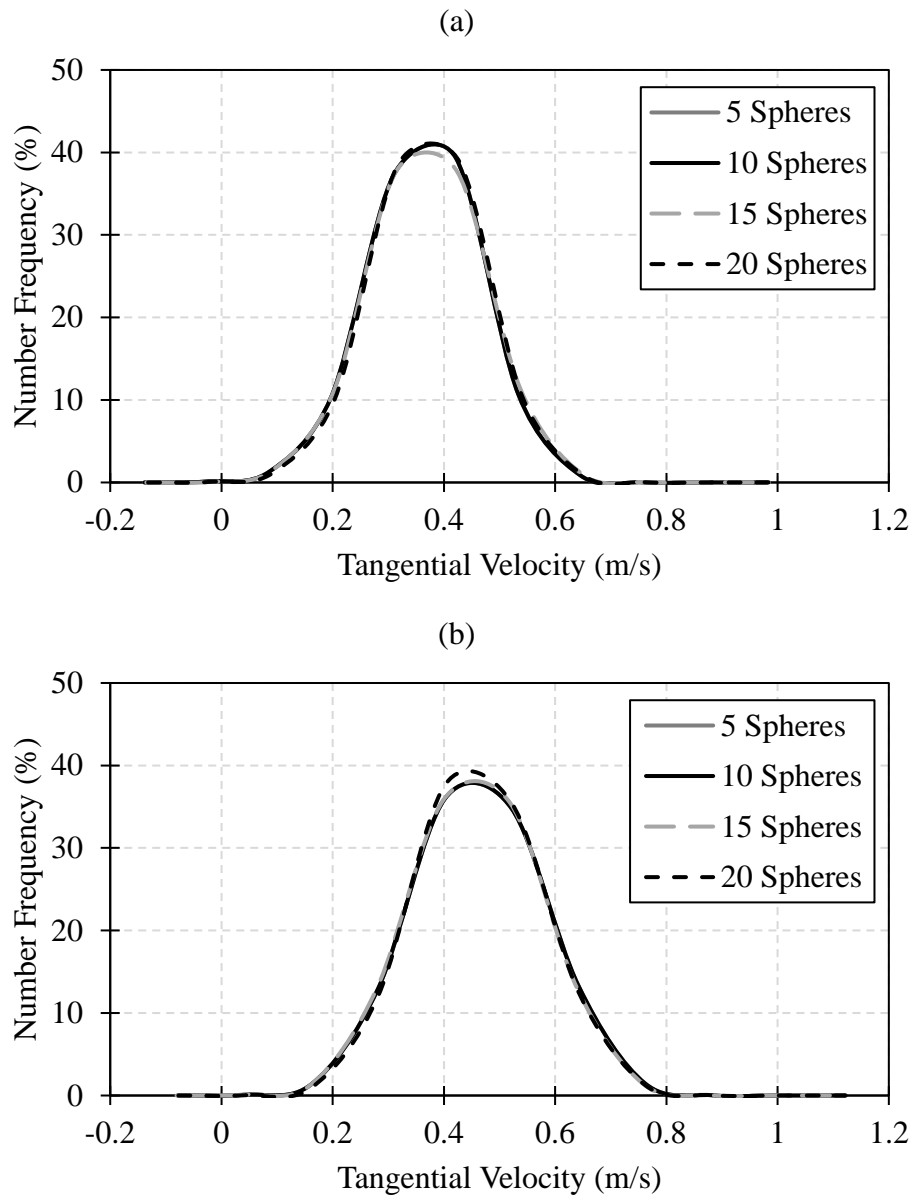 (a)
50
40
30
20
10
0
Number Frequency (%)
5 Spheres
10 Spheres
15 Spheres
20 Spheres
-0.2 0 0.2 0.4 0.6 0.8 1 1.2
Tangential Velocity (m/s)
(b)
50
40
30
20
10
0
Number Frequency (%)
5 Spheres
10 Spheres
15 Spheres
20 Spheres
-0.2 0 0.2 0.4 0.6 0.8 1 1.2
Tangential Velocity (m/s)